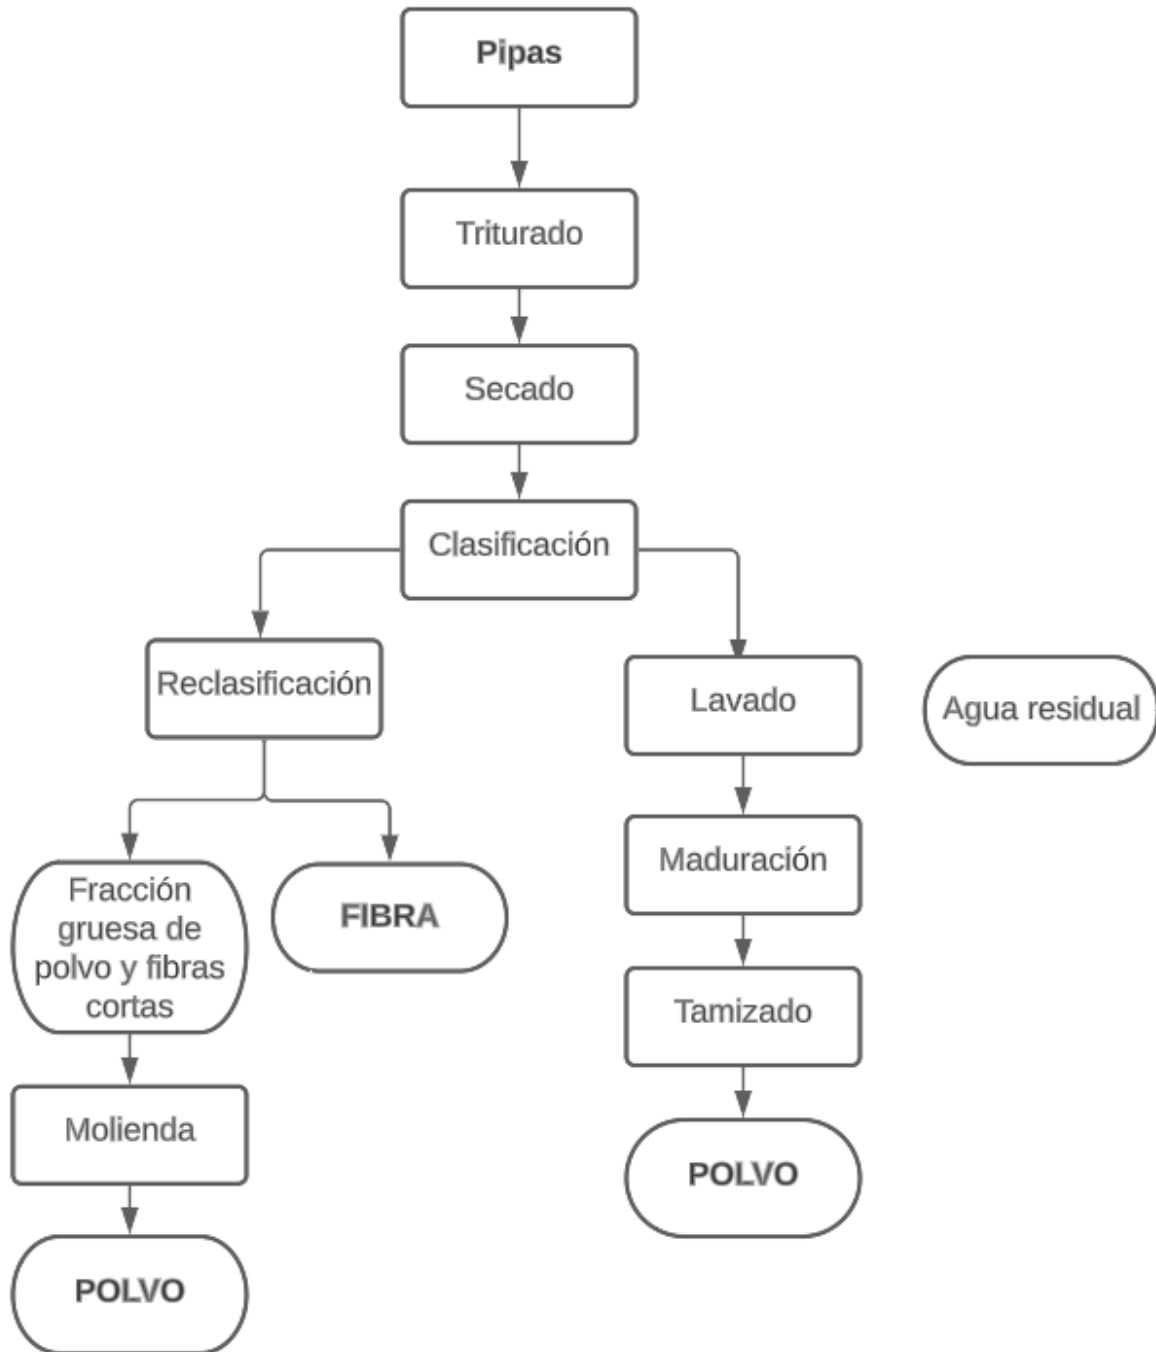 Pipas
Triturado
Secado
Clasificación
Reclasificación
Lavado
Agua residual
Maduración
Fracción
gruesa de
polvo y fibras
cortas
FIBRA
Tamizado
Molienda
POLVO
POLVO